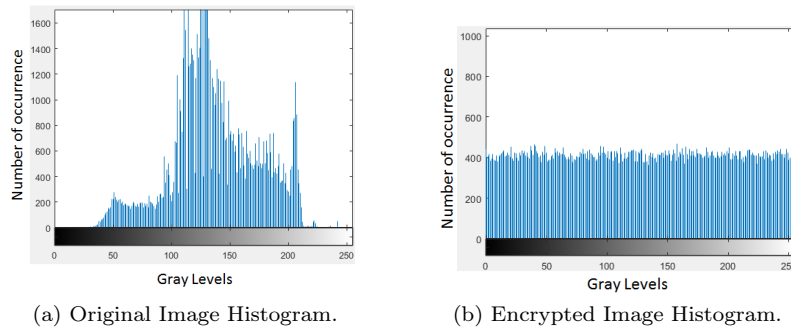 Number of occurrence
1600
1400
1200
1000
800
600
400
200
0
0 50 100 150 200 250
Gray Levels
(a) Original Image Histogram.
Number of occurrence
1000
800
600
400
200
0
0 50 100 150 200 250
Gray Levels
(b) Encrypted Image Histogram.